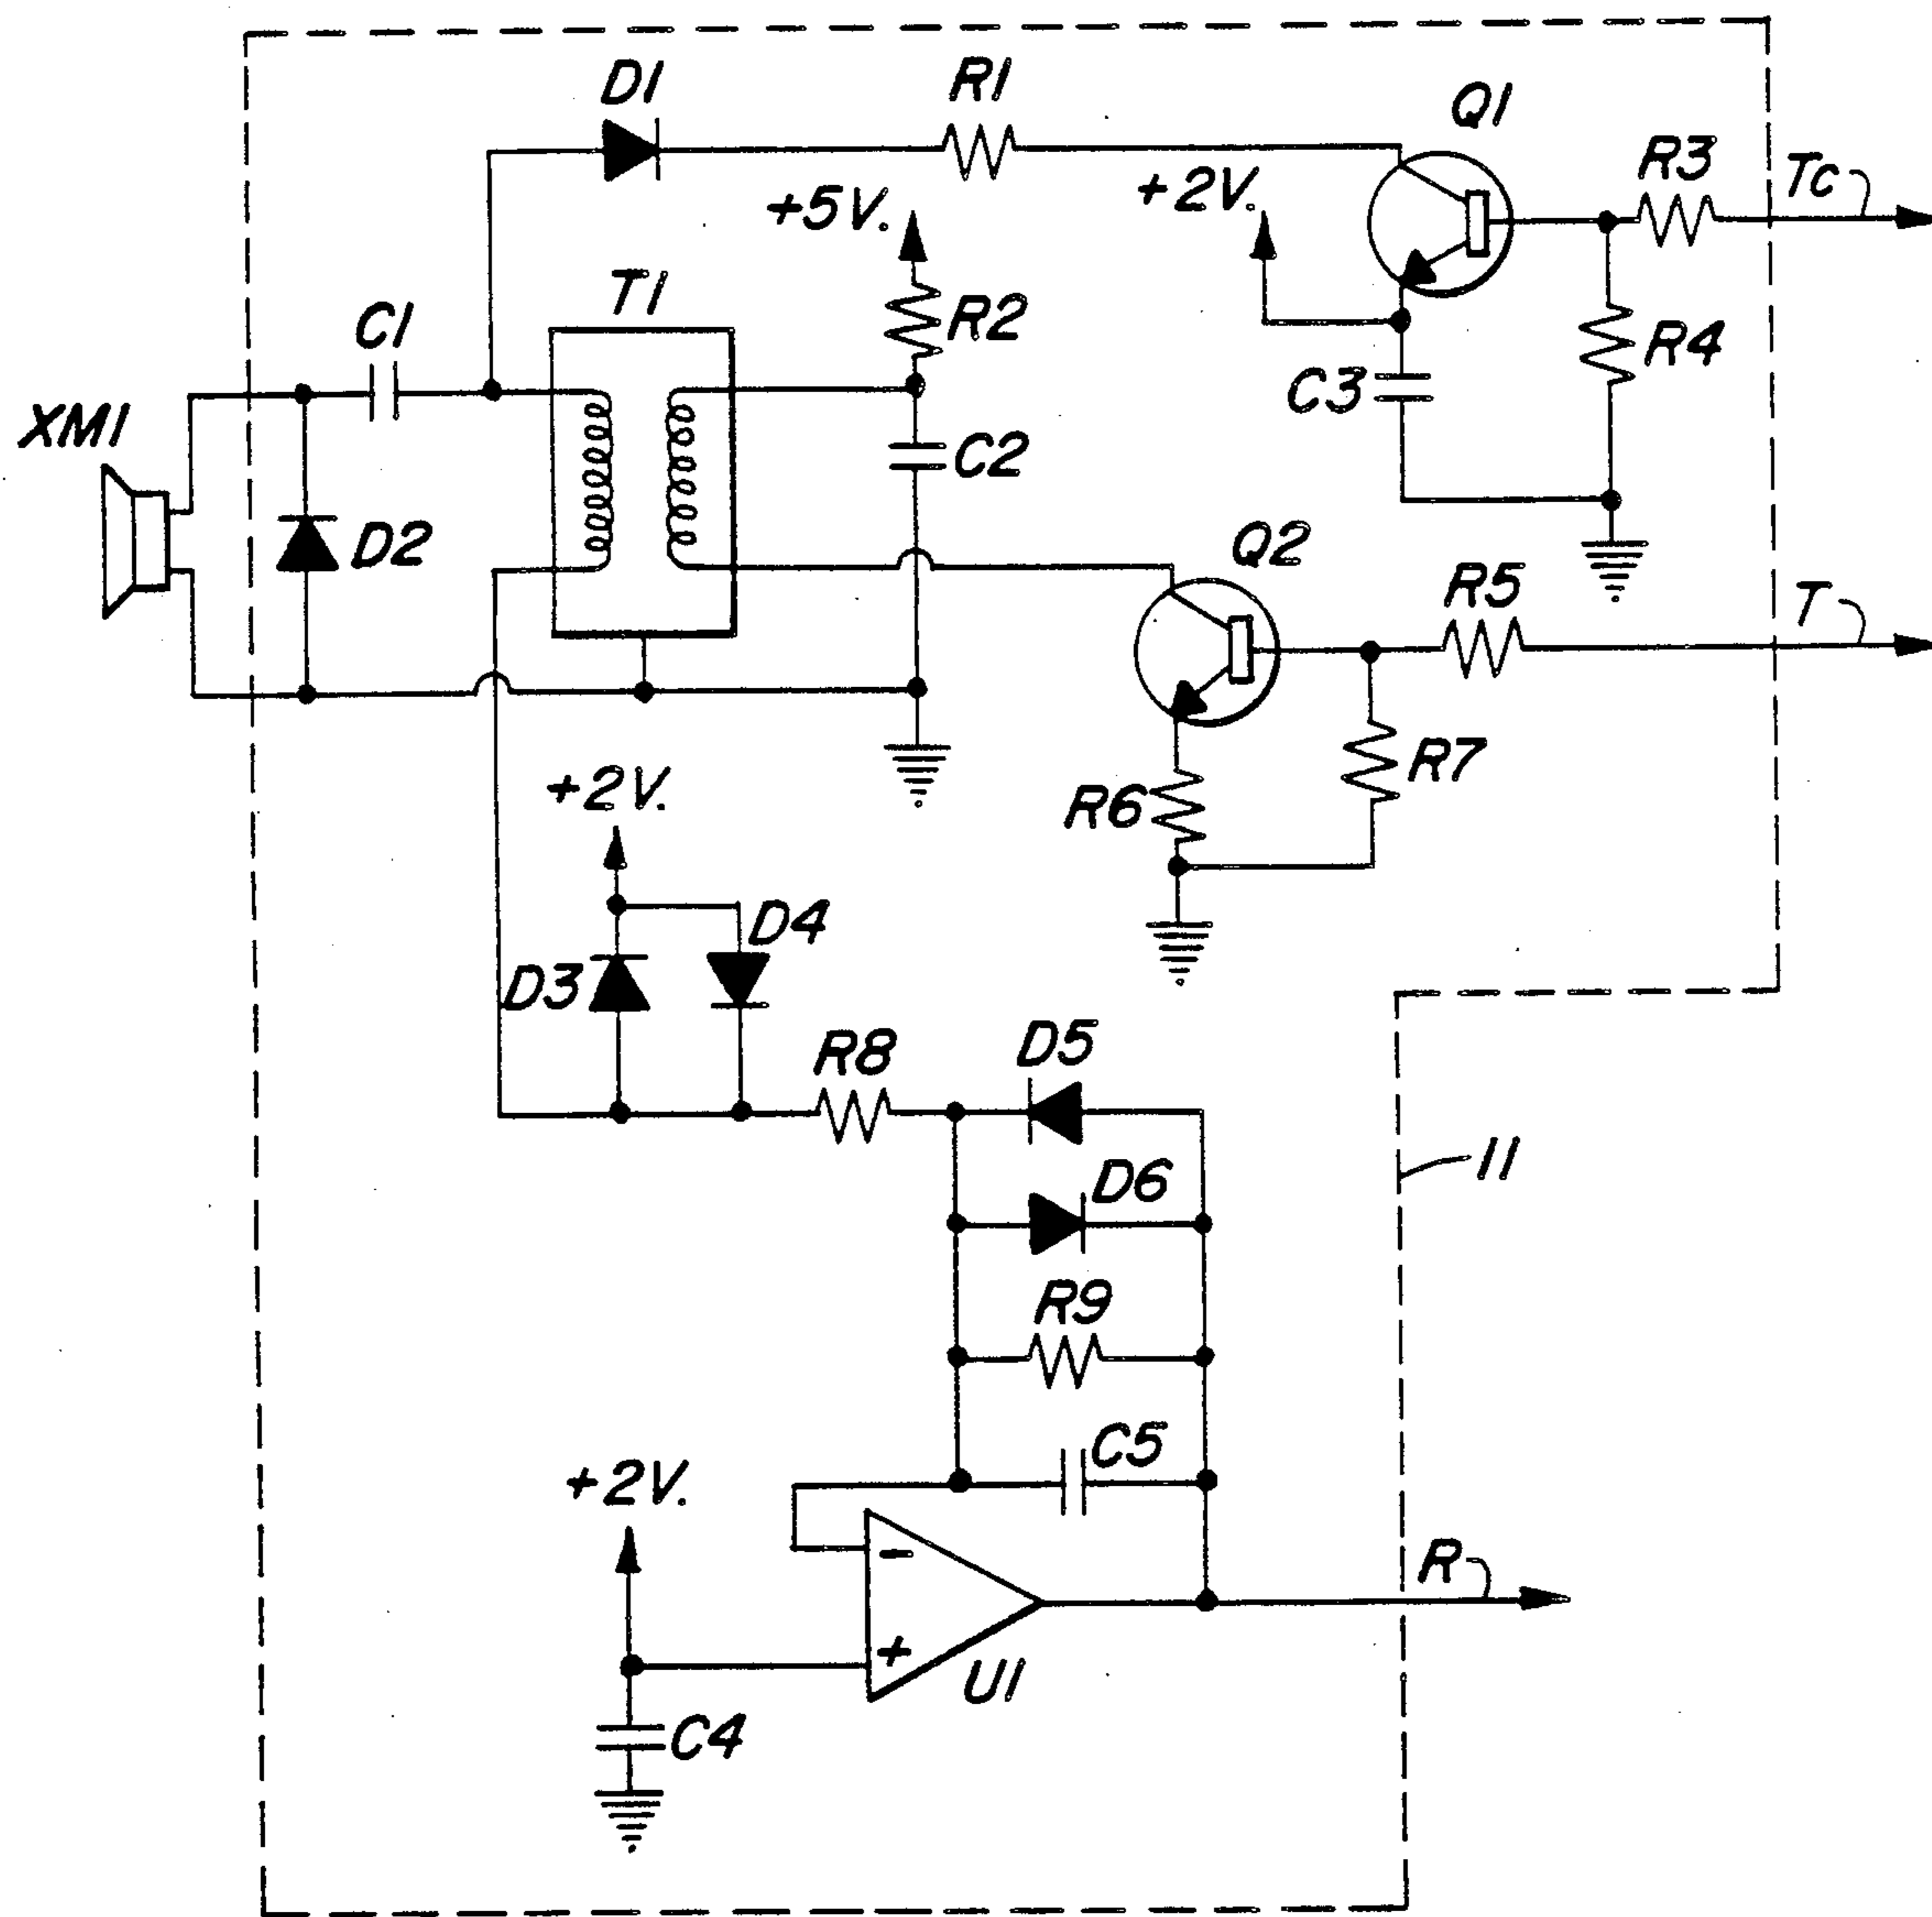 D1
R1
Q1
R3
Tc
+5V.
+2V.
T1
C1
R2
R4
C3
XM1
C2
D2
Q2
R5
T
R7
+2V.
R6
D4
D3
R8
D5
11
D6
R9
C5
+2V.
-
R
+
U1
C4